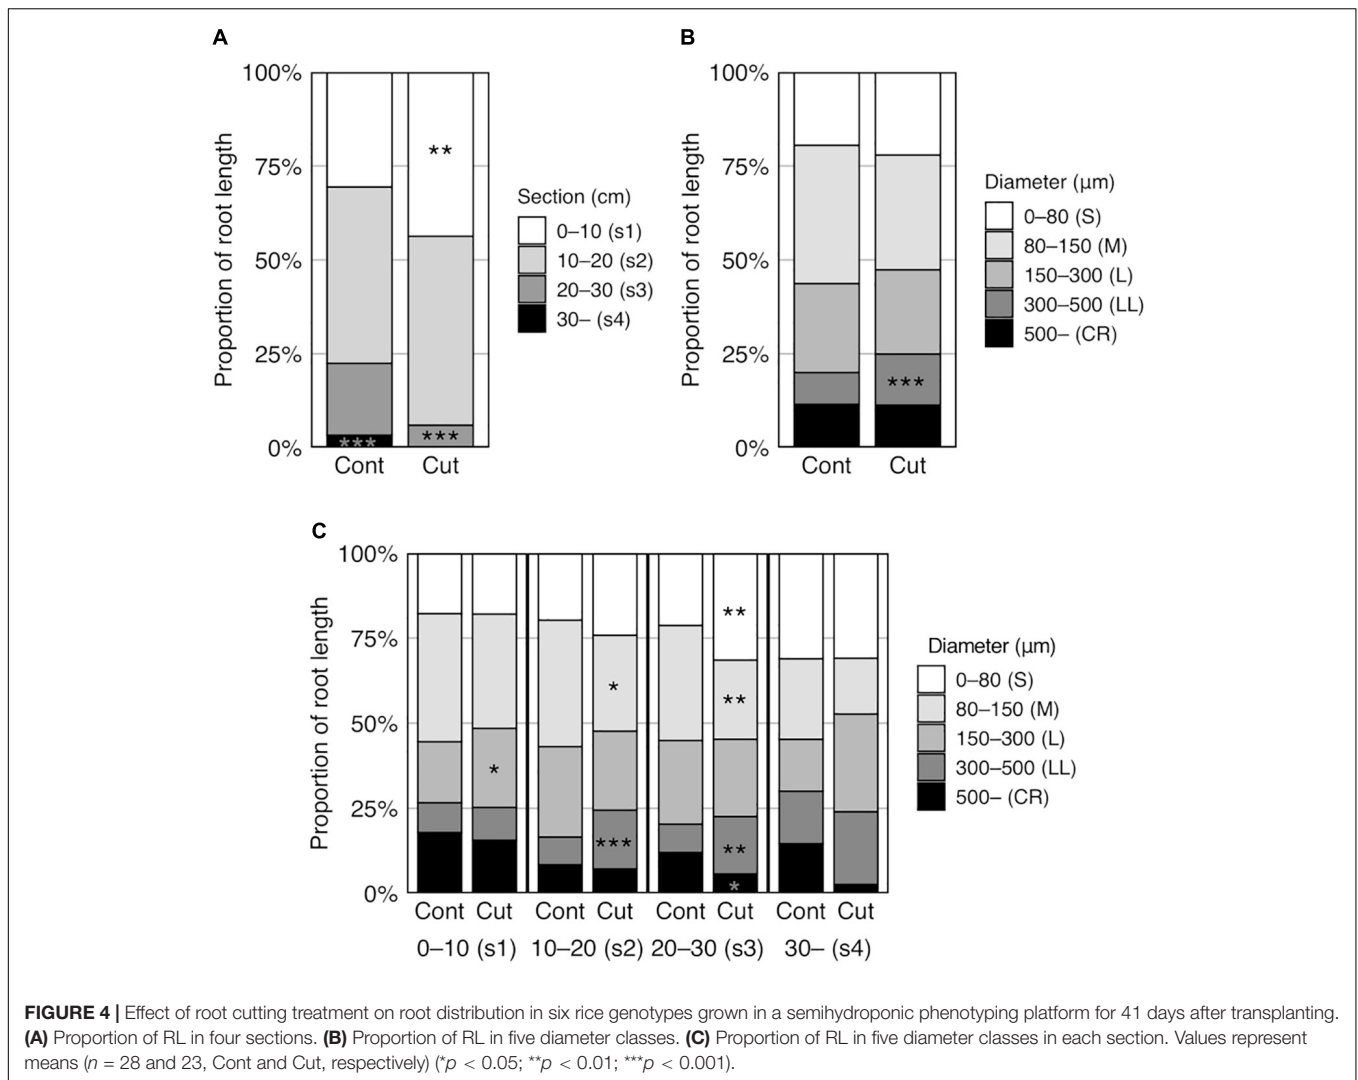 A
100%
75%
50%
25%
0%
Proportion of root length
**
***
***
Cont Cut
Section (cm)
0–10 (s1)
10–20 (s2)
20–30 (s3)
30– (s4)
B
100%
75%
50%
25%
0%
Proportion of root length
***
Cont Cut
Diameter (μm)
0–80 (S)
80–150 (M)
150–300 (L)
300–500 (LL)
500– (CR)
C
100%
75%
50%
25%
0%
Proportion of root length
*
*
***
**
**
**
*
Cont Cut Cont Cut Cont Cut Cont Cut
0–10 (s1) 10–20 (s2) 20–30 (s3) 30– (s4)
Diameter (μm)
0–80 (S)
80–150 (M)
150–300 (L)
300–500 (LL)
500– (CR)
FIGURE 4 | Effect of root cutting treatment on root distribution in six rice genotypes grown in a semihydroponic phenotyping platform for 41 days after transplanting.
(A) Proportion of RL in four sections. (B) Proportion of RL in five diameter classes. (C) Proportion of RL in five diameter classes in each section. Values represent
means (n = 28 and 23, Cont and Cut, respectively) (*p < 0.05; **p < 0.01; ***p < 0.001).